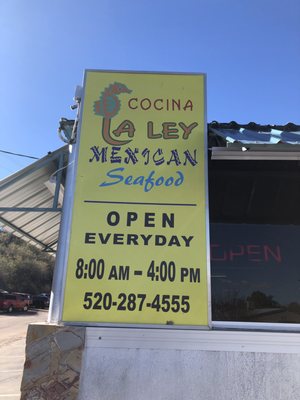 COCINA
LA LEY
MEXICAN
Seafood
OPEN
EVERYDAY
8:00 AM – 4:00 PM
520-287-4555
OPEN